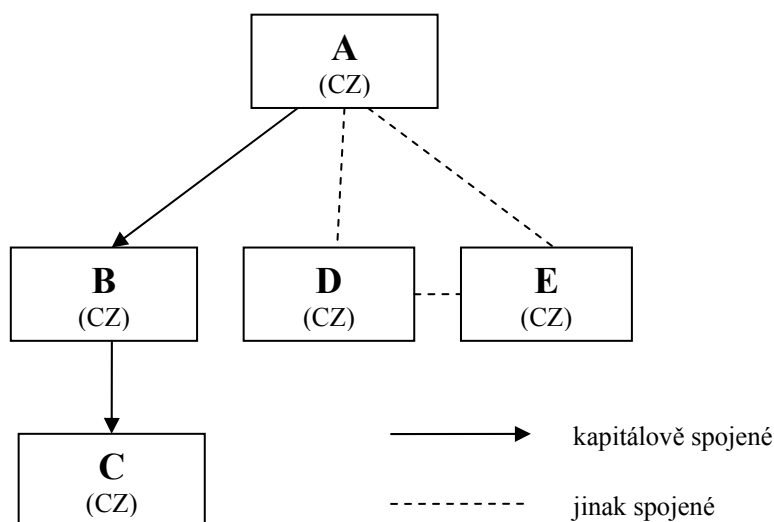 A
(CZ)
B
(CZ)
D
(CZ)
E
(CZ)
C
(CZ)
kapitálově spojené
jinak spojené